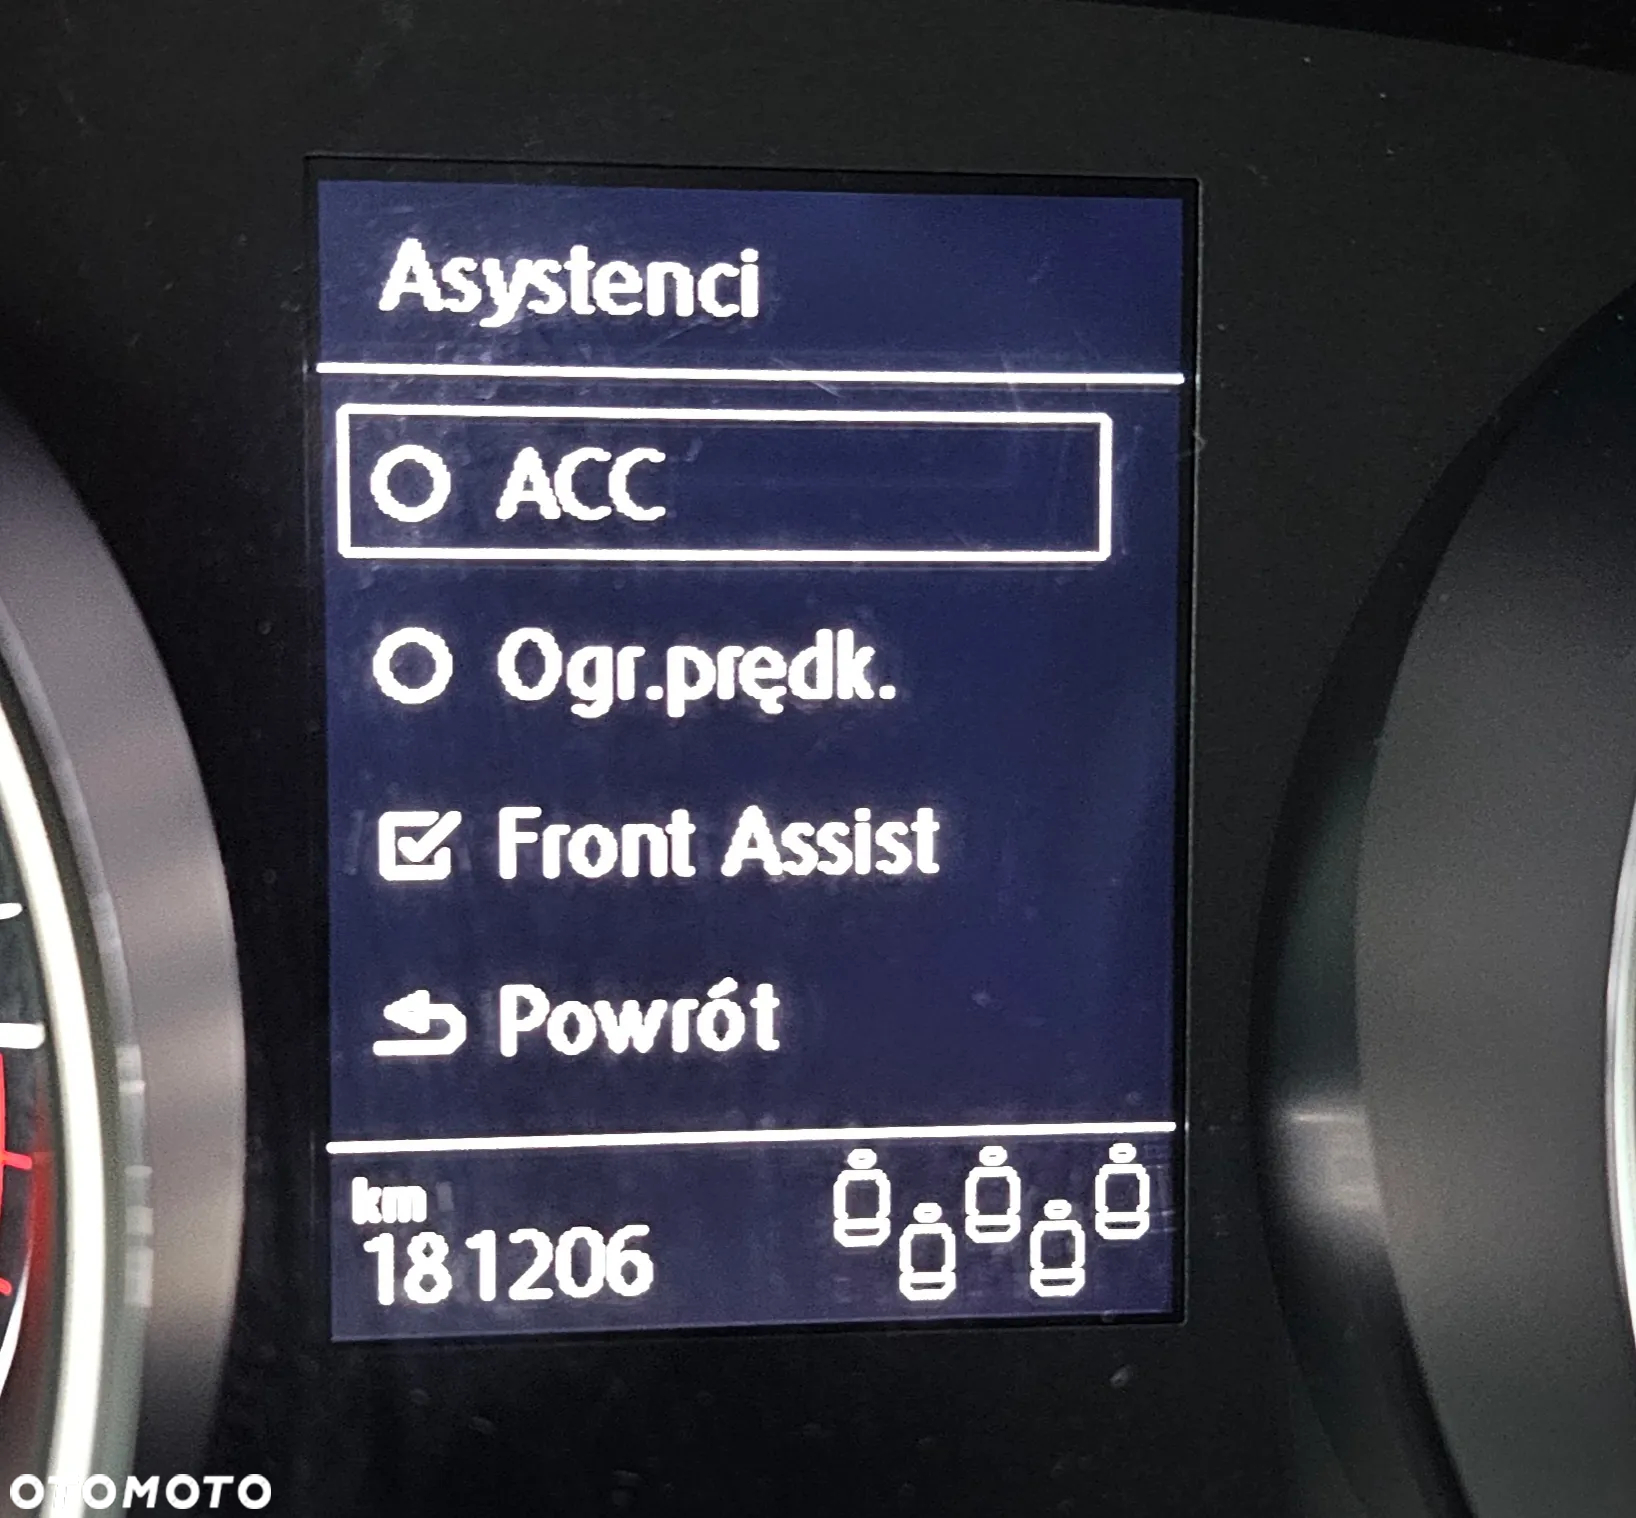 Asystenci
ACC
Ogr.prędk.
Front Assist
Powrót
km
181206
OTOMOTO